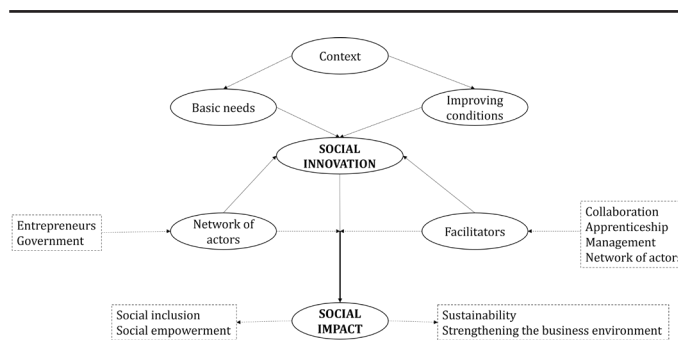 Context
Basic needs
Improving
conditions
SOCIAL
INNOVATION
Entrepreneurs
Government
Network of
actors
Facilitators
Collaboration
Apprenticeship
Management
Network of actors
Social inclusion
Social empowerment
SOCIAL
IMPACT
Sustainability
Strengthening the business environment